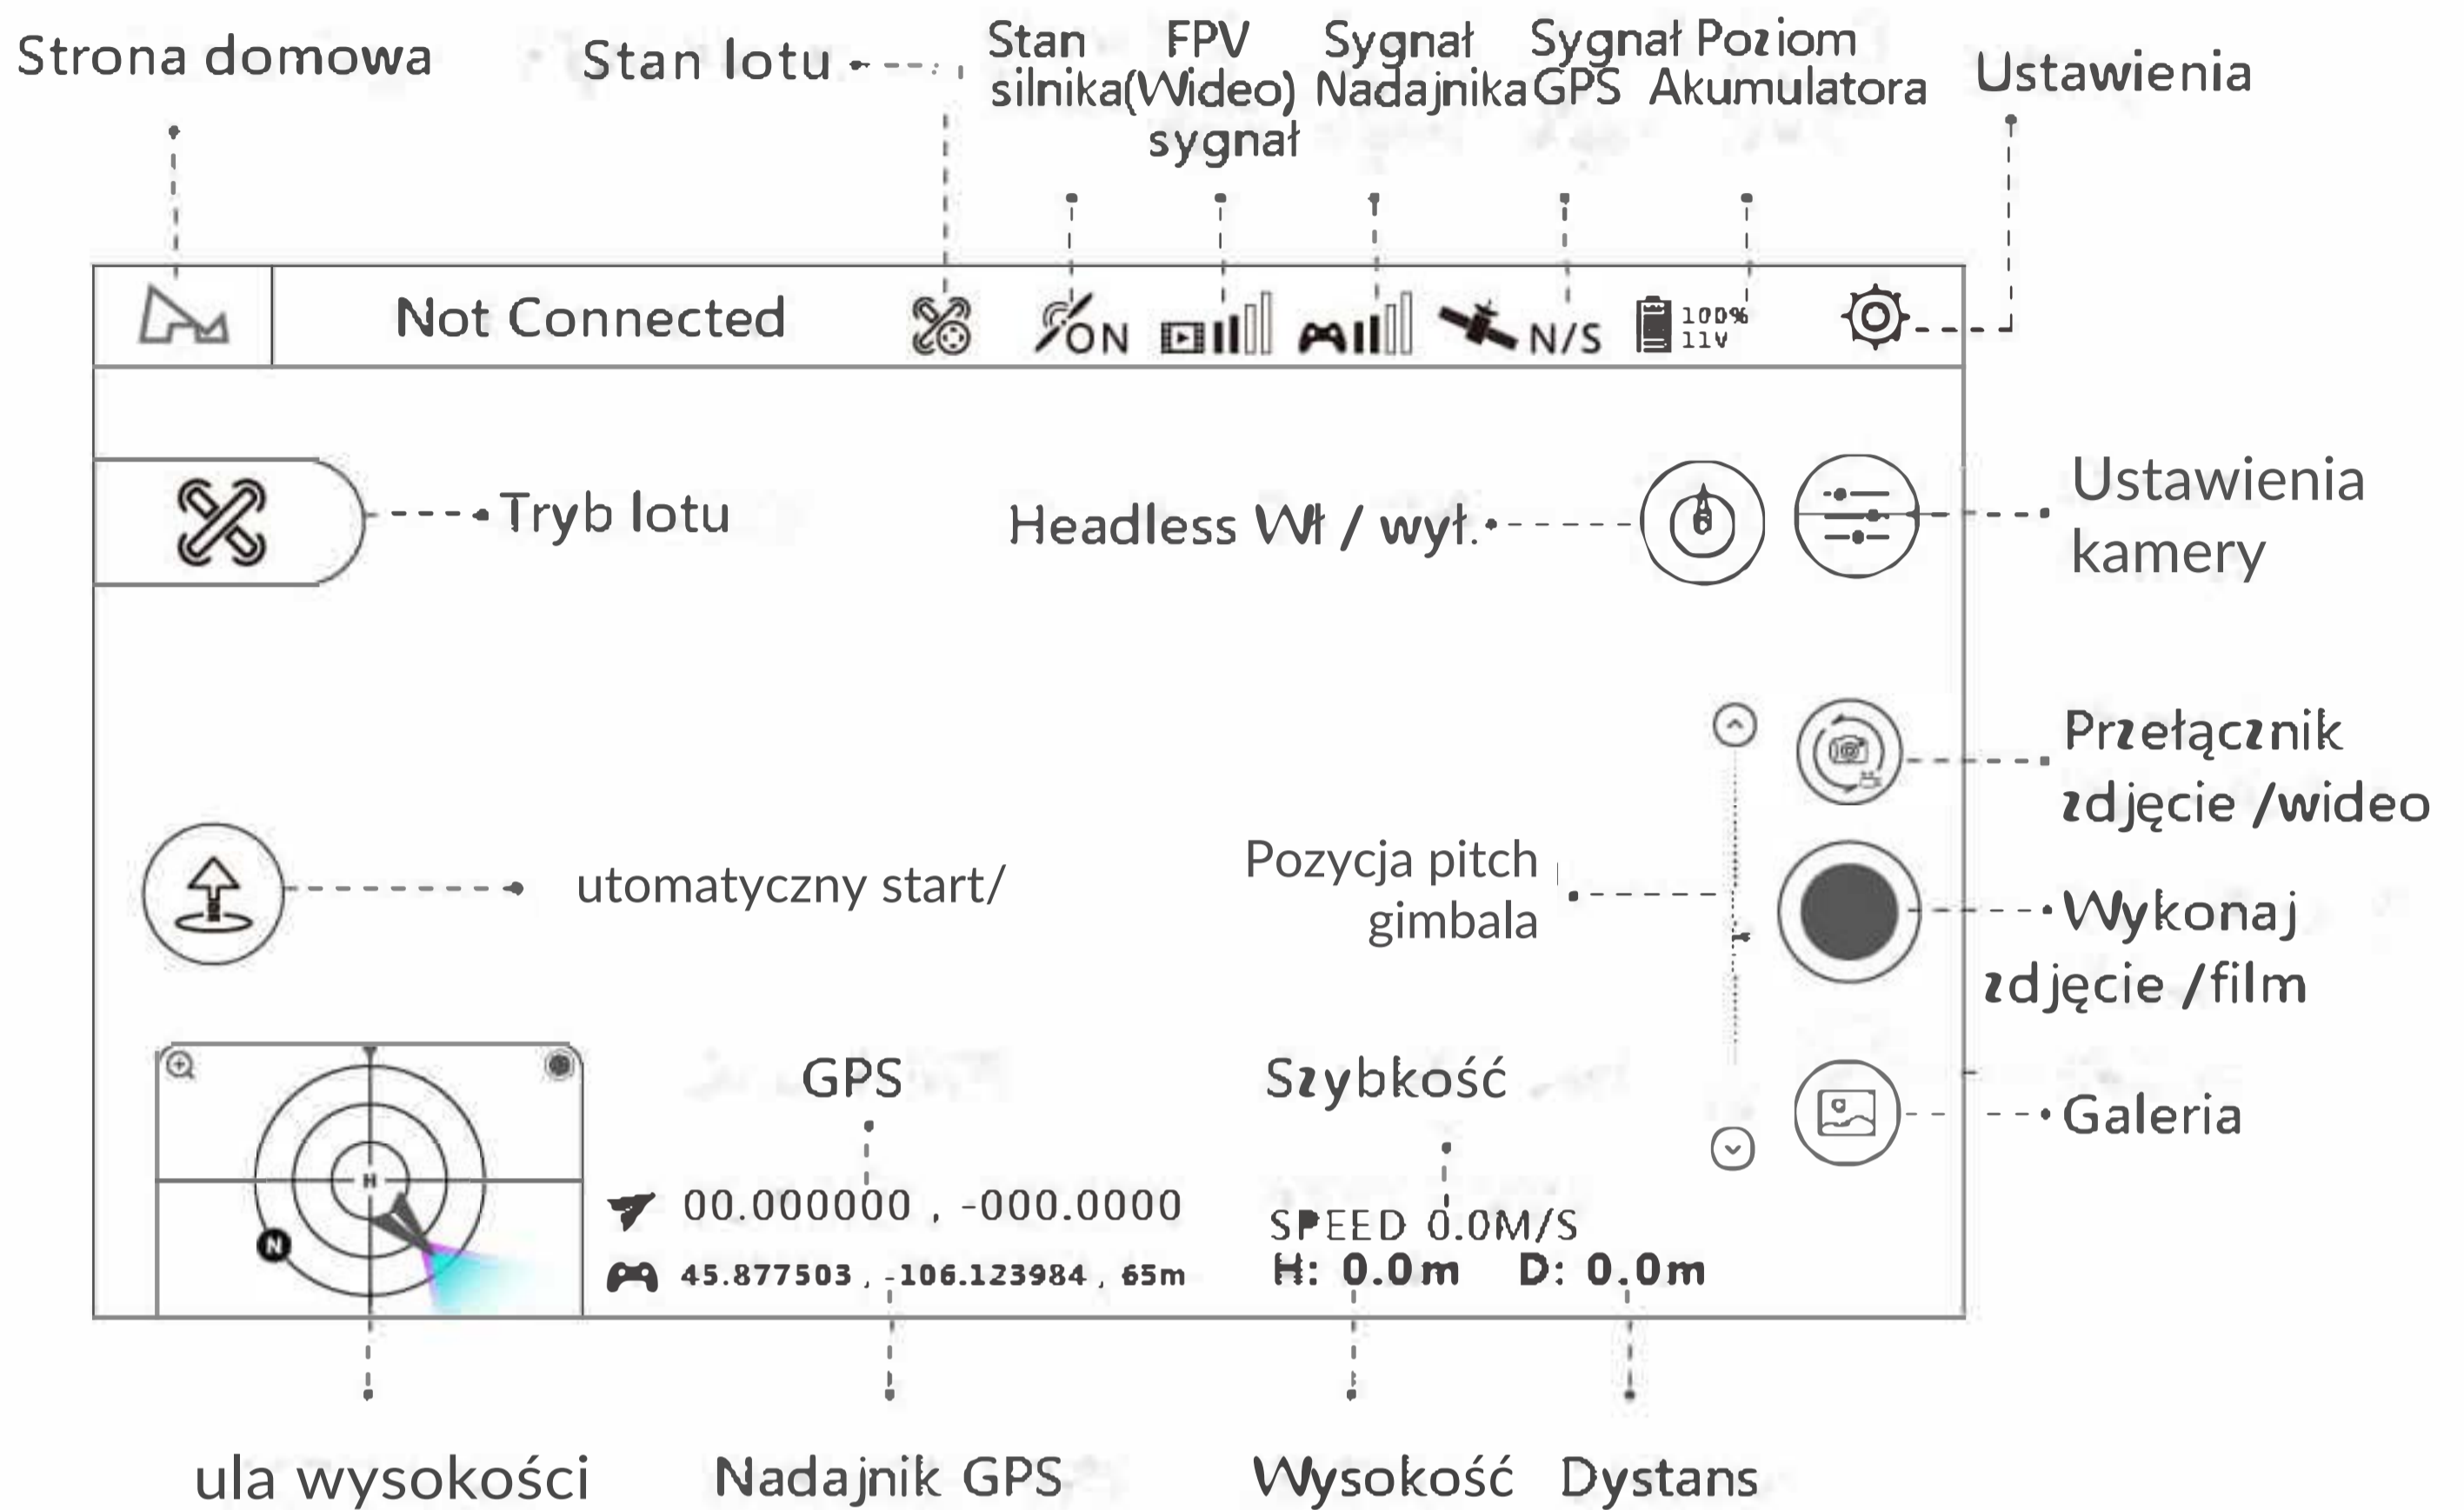 Strona domowa
Stan lotu
Stan
silnika
FPV
(Wideo)
sygnał
Sygnał
Nadajnika
Sygnał
GPS
Poziom
Akumulatora
Ustawienia
Not Connected
ON
N/S
100%
11V
Tryb lotu
Headless Wł / wył.
Ustawienia
kamery
Przełącznik
zdjęcie /wideo
utomatyczny start/
Pozycja pitch
gimbala
Wykonaj
zdjęcie /film
GPS
Szybkość
Galeria
H
N
00.000000 , -000.0000
45.877503 , -106.123984 , 65m
SPEED 0.0M/S
H: 0.0m D: 0.0m
ula wysokości
Nadajnik GPS
Wysokość
Dystans